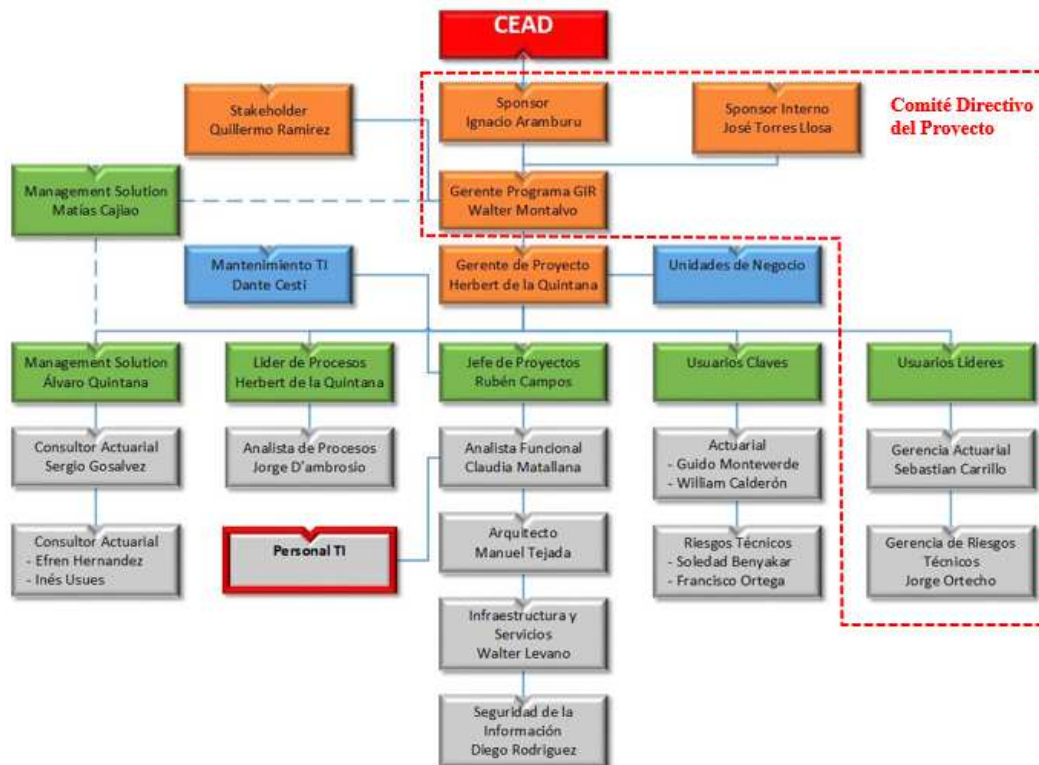 CEAD
Stakeholder
Quillermo Ramirez
Sponsor
Ignacio Aramburu
Sponsor Interno
José Torres Llosa
Comité Directivo
del Proyecto
Management Solution
Matías Cajiao
Gerente Programa GIR
Walter Montalvo
Mantenimiento TI
Dante Cesti
Gerente de Proyecto
Herbert de la Quintana
Unidades de Negocio
Management Solution
Álvaro Quintana
Lider de Procesos
Herbert de la Quintana
Jefe de Proyectos
Rubén Campos
Usuarios Claves
Usuarios Líderes
Consultor Actuarial
Sergio Gosalvez
Analista de Procesos
Jorge D'ambrosio
Analista Funcional
Claudia Matallana
Actuarial
- Guido Monteverde
- William Calderón
Gerencia Actuarial
Sebastian Carrillo
Consultor Actuarial
- Efren Hernandez
- Inés Usues
Personal TI
Arquitecto
Manuel Tejada
Riesgos Técnicos
- Soledad Benyakar
- Francisco Ortega
Gerencia de Riesgos
Técnicos
Jorge Ortecho
Infraestructura y
Servicios
Walter Levano
Seguridad de la
Información
Diego Rodriguez